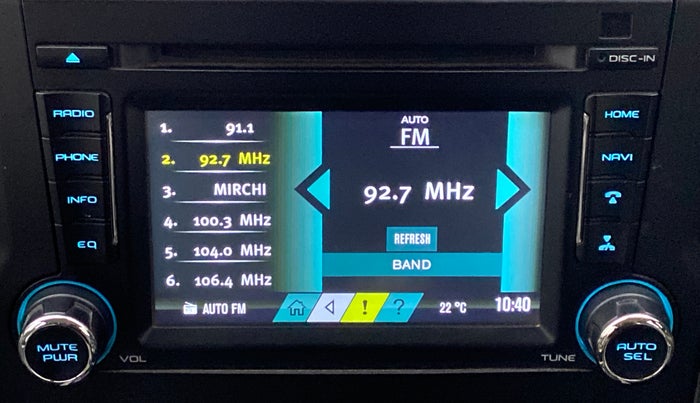 DISC-IN
RADIO
PHONE
INFO
EQ
MUTE
PWR
VOL
1. 91.1
2. 92.7 MHz
3. MIRCHI
4. 100.3 MHz
5. 104.0 MHz
6. 106.4 MHz
AUTO
FM
92.7 MHz
REFRESH
BAND
AUTO FM
!
?
22 °C
10:40
HOME
NAVI
TUNE
AUTO
SEL